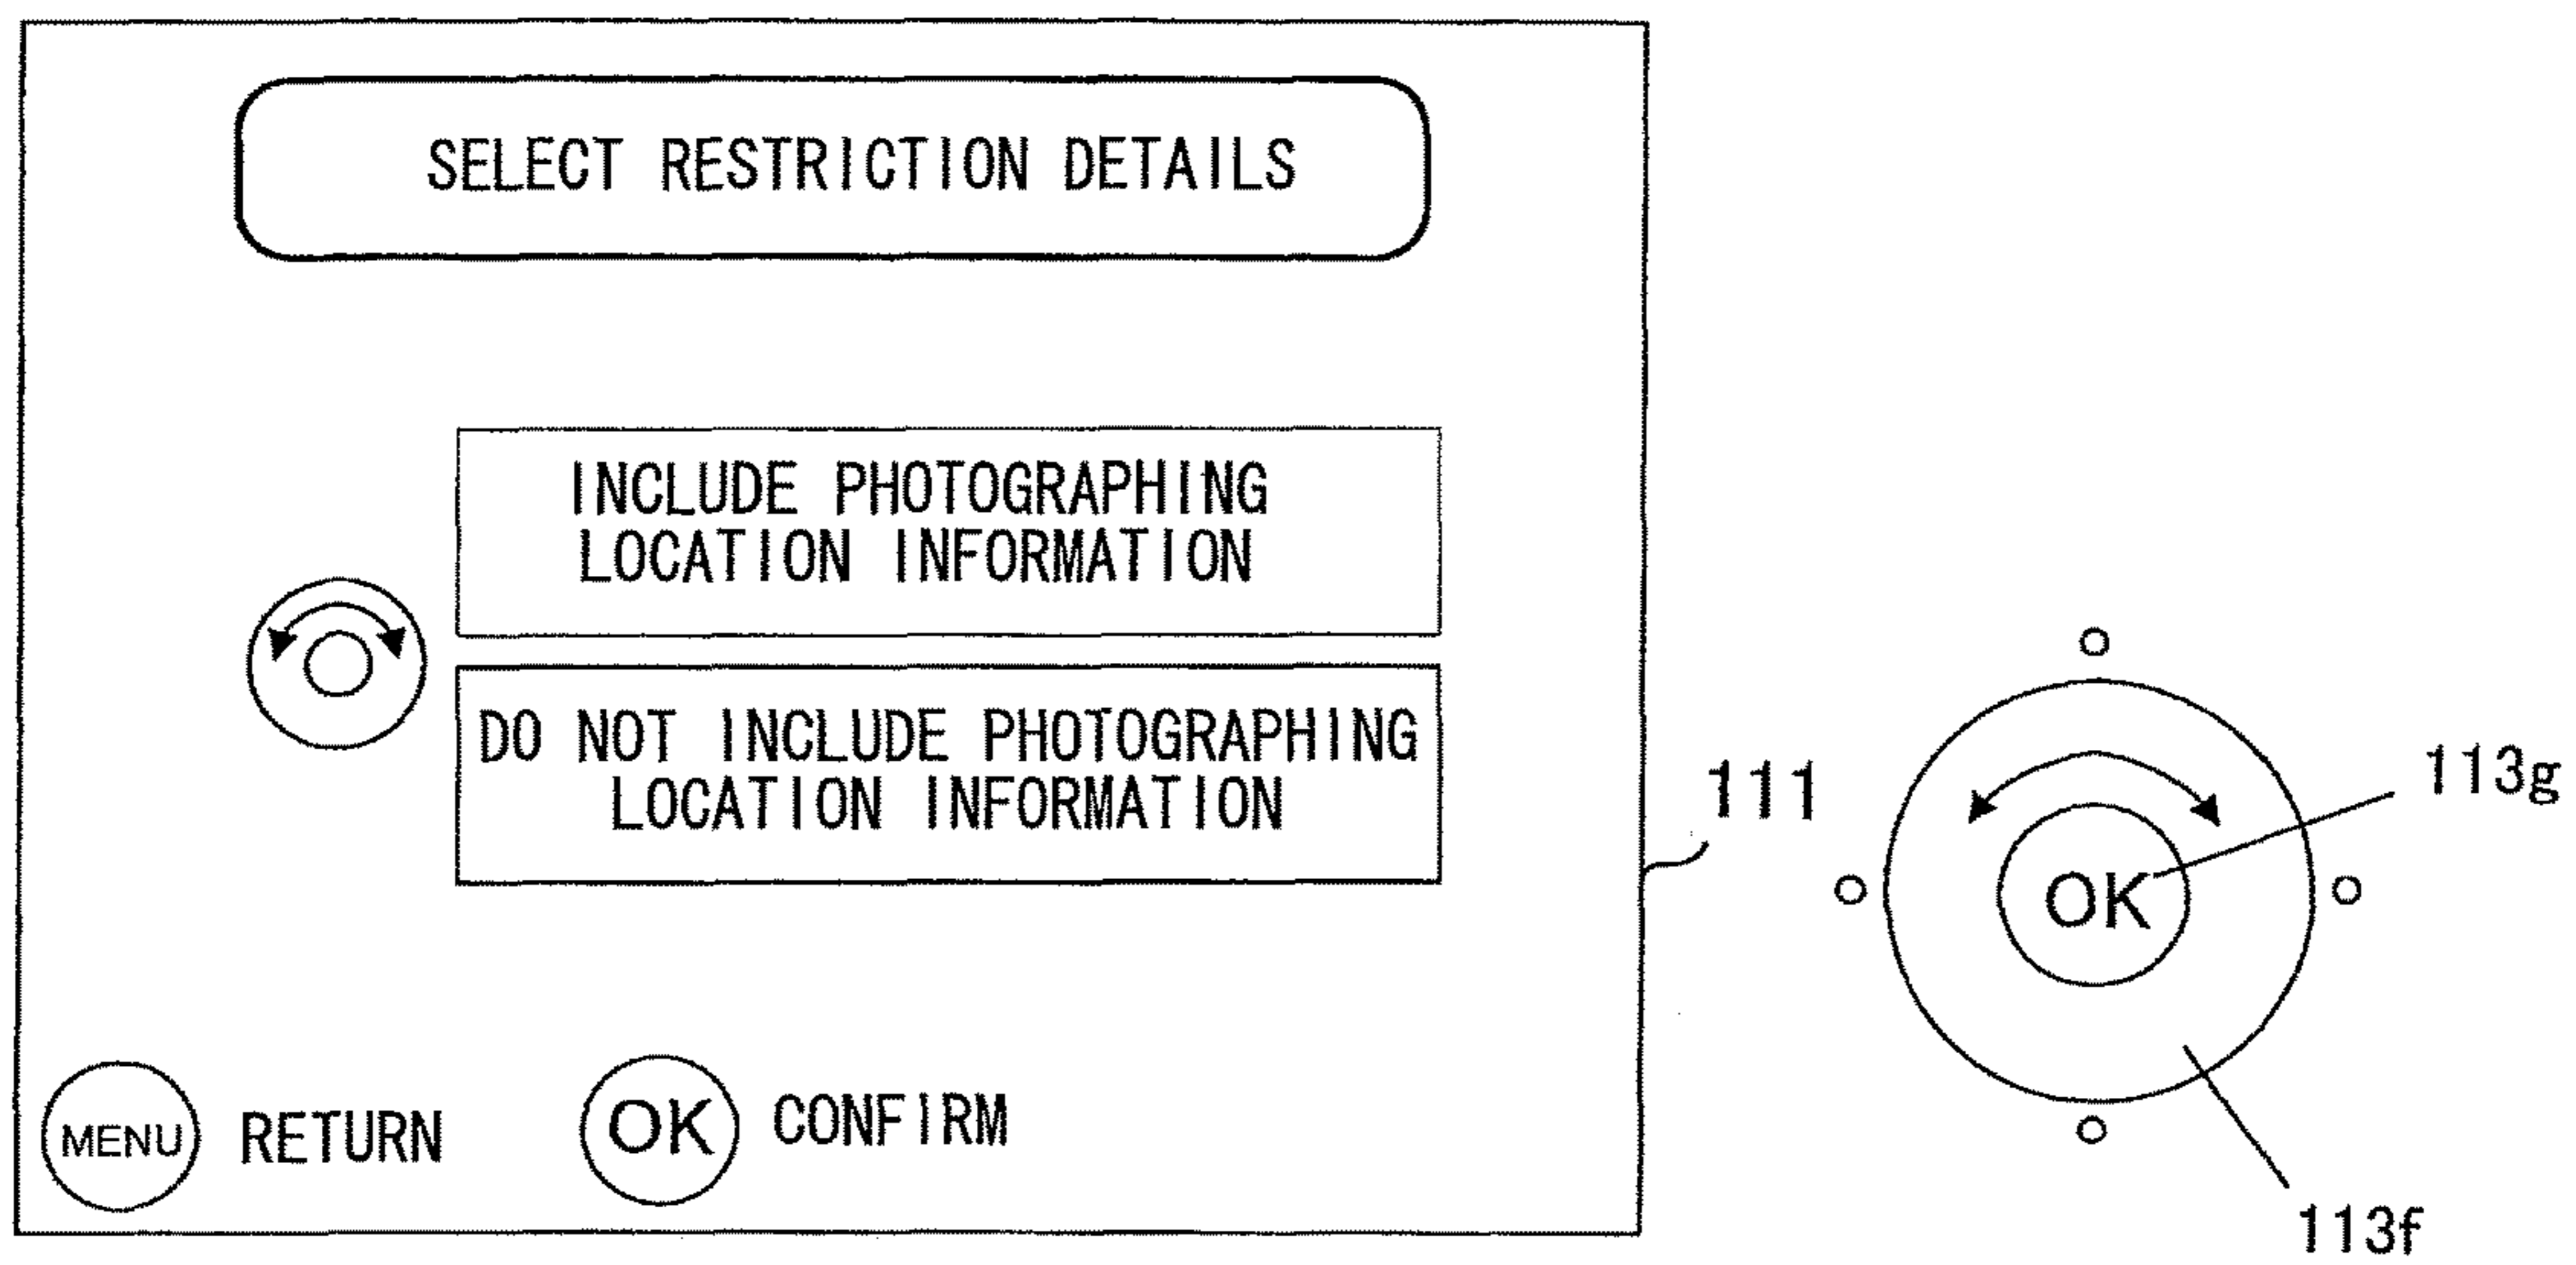 SELECT RESTRICTION DETAILS
INCLUDE PHOTOGRAPHING
LOCATION INFORMATION
DO NOT INCLUDE PHOTOGRAPHING
LOCATION INFORMATION
MENU RETURN
OK CONFIRM
111
113g
OK
113f